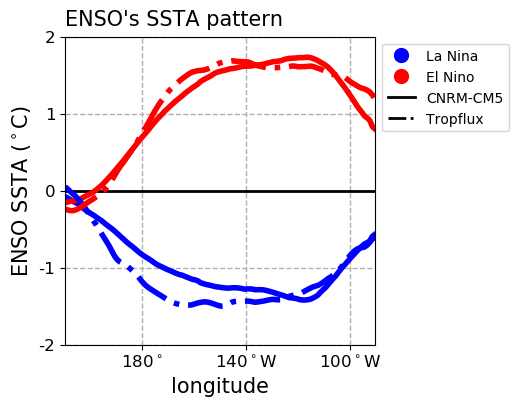 ENSO's SSTA pattern
La Nina
El Nino
CNRM-CM5
Tropflux
ENSO SSTA (°C)
2
1
0
-1
-2
180° 140°W 100°W
longitude